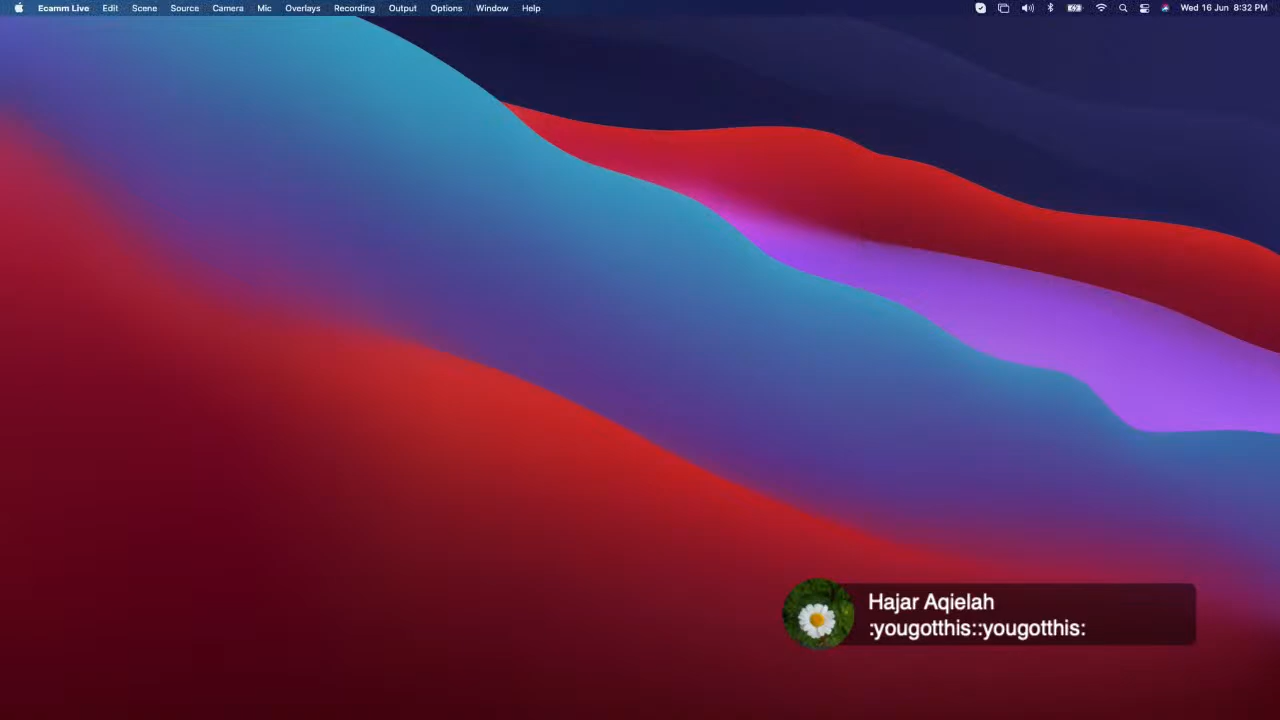 Ecamm Live Edit Scene Source Camera Mic Overlays Recording Output Options Window Help Wed 16 Jun 8:32 PM
Hajar Aqielah
:yougotthis::yougotthis: